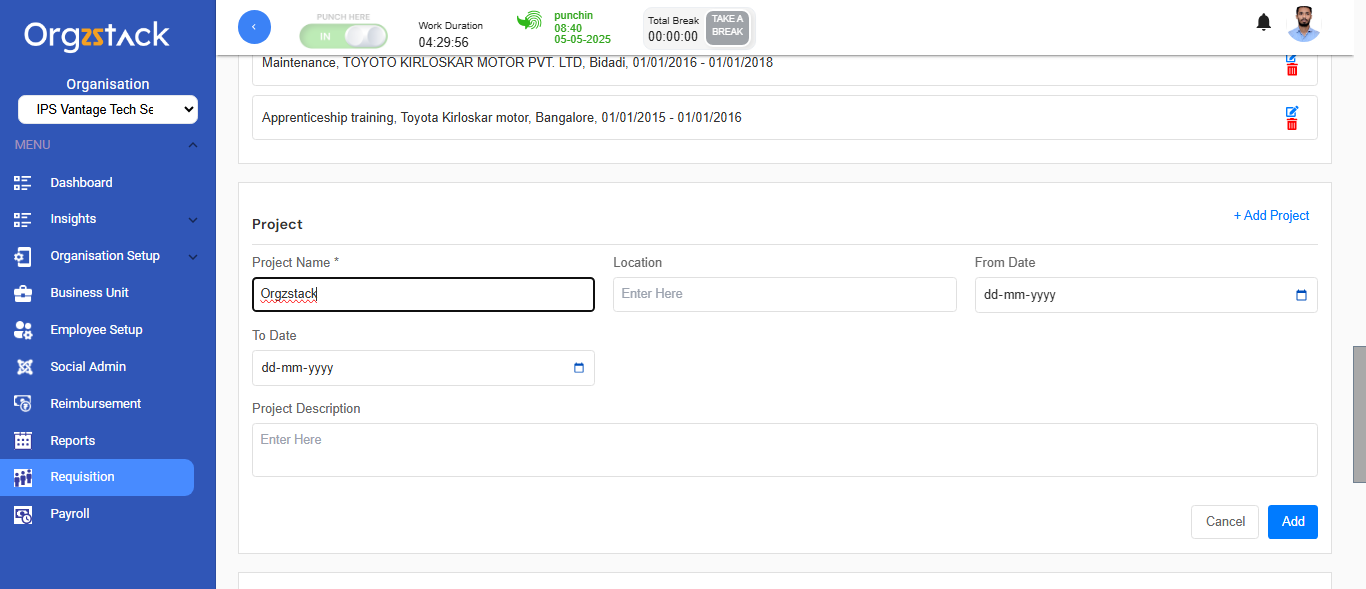 Orgzstack
Organisation
IPS Vantage Tech Se
MENU
Dashboard
Insights
Organisation Setup
Business Unit
Employee Setup
Social Admin
Reimbursement
Reports
Requisition
Payroll
PUNCH HERE
IN
Work Duration
04:29:56
punchin
08:40
05-05-2025
Total Break
00:00:00
TAKE A
BREAK
Maintenance, TOYOTO KIRLOSKAR MOTOR PVT. LTD, Bidadi, 01/01/2016 - 01/01/2018
Apprenticeship training, Toyota Kirloskar motor, Bangalore, 01/01/2015 - 01/01/2016
Project
+ Add Project
Project Name *
Location
From Date
Orgzstack
Enter Here
dd-mm-yyyy
To Date
dd-mm-yyyy
Project Description
Enter Here
Cancel
Add